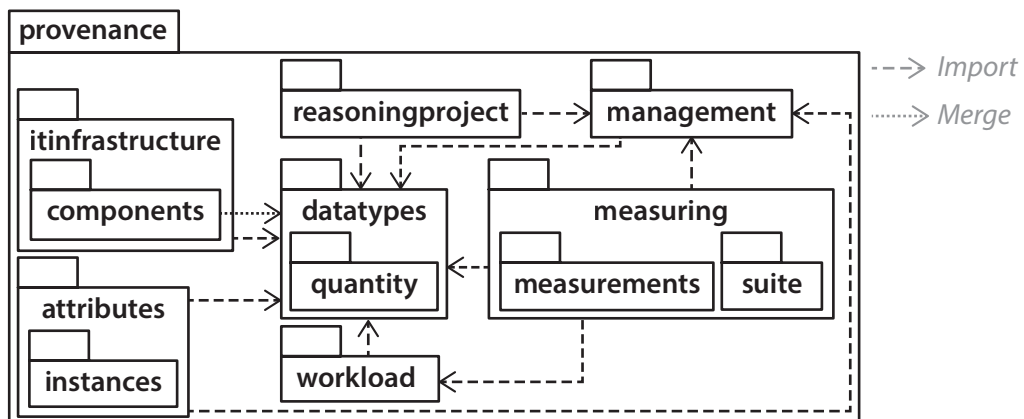 provenance
Import
Merge
reasoningproject
management
itinfrastructure
components
datatypes
measuring
quantity
measurements
suite
attributes
instances
workload